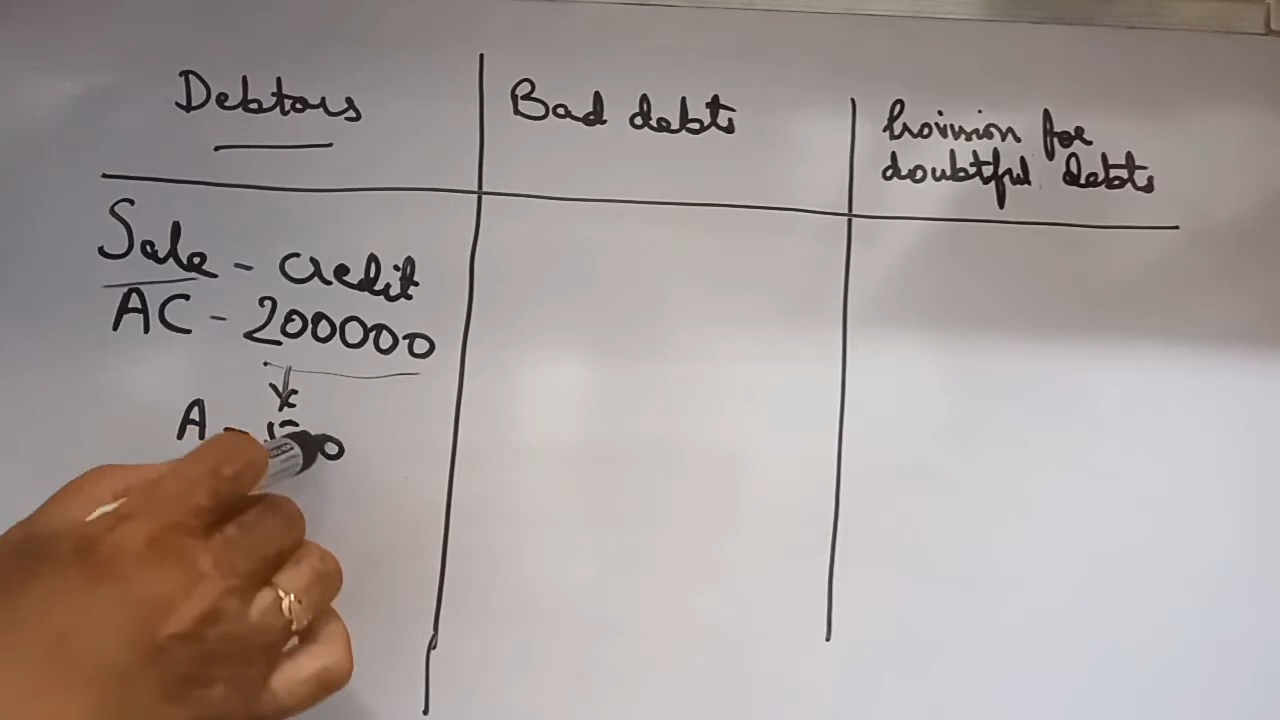 Debtors
Bad debts
Provision for
doubtful debts
Sale - credit
AC - 200000
A -